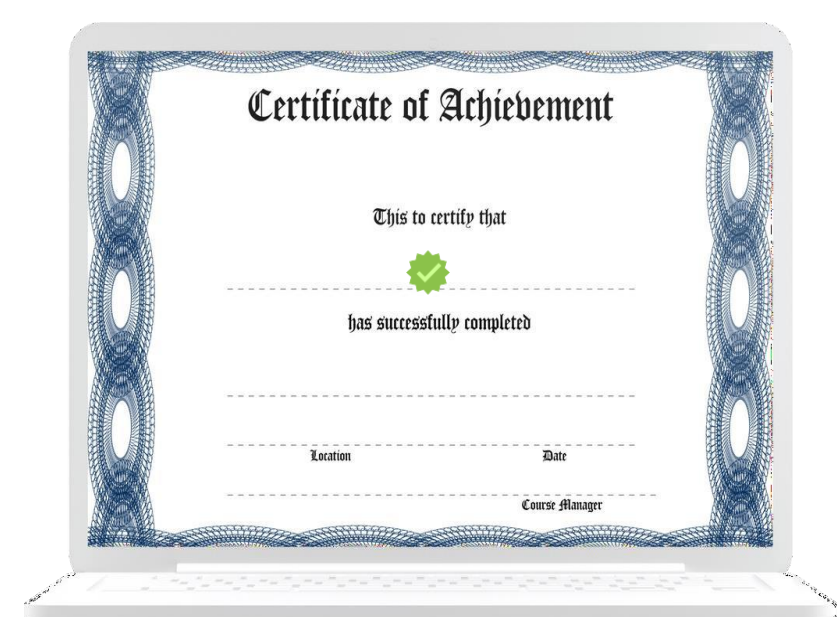 Certificate of Achievement
This to certify that
has successfully completed
Location Date
Course Manager